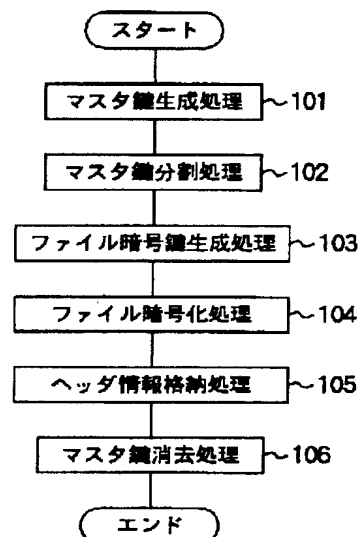 スタート
マスタ鍵生成処理 〜101
マスタ鍵分割処理 〜102
ファイル暗号鍵生成処理 〜103
ファイル暗号化処理 〜104
ヘッダ情報格納処理 〜105
マスタ鍵消去処理 〜106
エンド